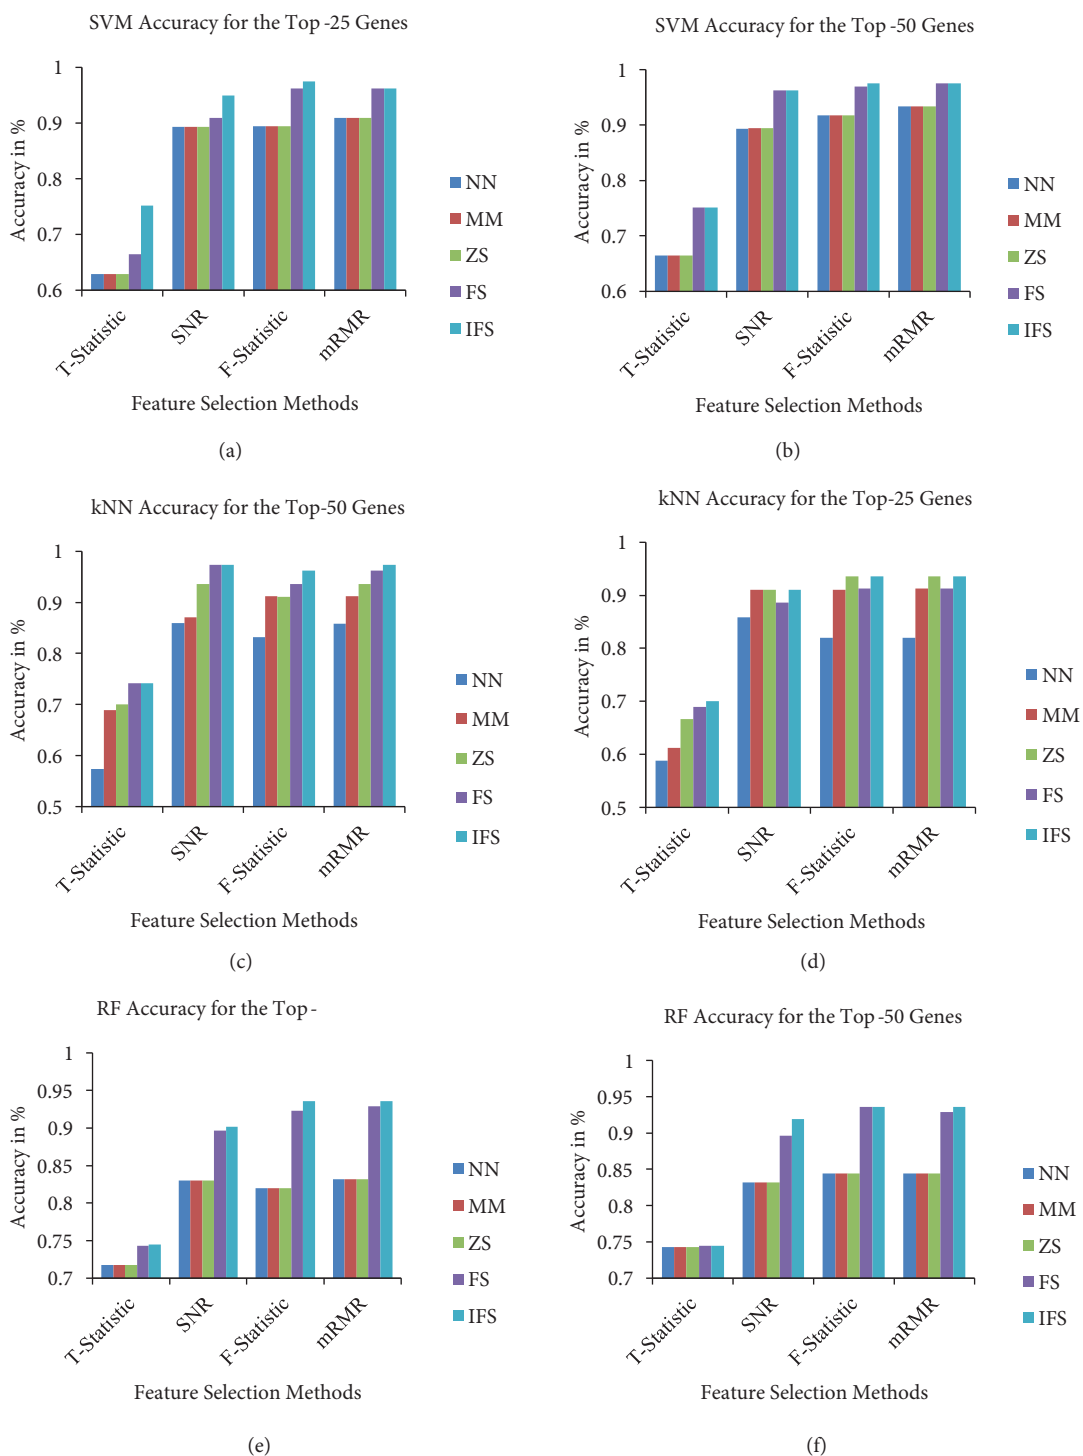 SVM Accuracy for the Top -25 Genes
1
0.9
0.8
0.7
0.6
Accuracy in %
T-Statistic
SNR
F-Statistic
mRMR
Feature Selection Methods
NN
MM
ZS
FS
IFS
(a)
SVM Accuracy for the Top -50 Genes
1
0.9
0.8
0.7
0.6
Accuracy in %
T-Statistic
SNR
F-Statistic
mRMR
Feature Selection Methods
NN
MM
ZS
FS
IFS
(b)
kNN Accuracy for the Top-50 Genes
1
0.9
0.8
0.7
0.6
0.5
Accuracy in %
T-Statistic
SNR
F-Statistic
mRMR
Feature Selection Methods
NN
MM
ZS
FS
IFS
(c)
kNN Accuracy for the Top-25 Genes
1
0.9
0.8
0.7
0.6
0.5
Accuracy in %
T-Statistic
SNR
F-Statistic
mRMR
Feature Selection Methods
NN
MM
ZS
FS
IFS
(d)
RF Accuracy for the Top -
1
0.95
0.9
0.85
0.8
0.75
0.7
Accuracy in %
T-Statistic
SNR
F-Statistic
mRMR
Feature Selection Methods
NN
MM
ZS
FS
IFS
(e)
RF Accuracy for the Top -50 Genes
1
0.95
0.9
0.85
0.8
0.75
0.7
Accuracy in %
T-Statistic
SNR
F-Statistic
mRMR
Feature Selection Methods
NN
MM
ZS
FS
IFS
(f)